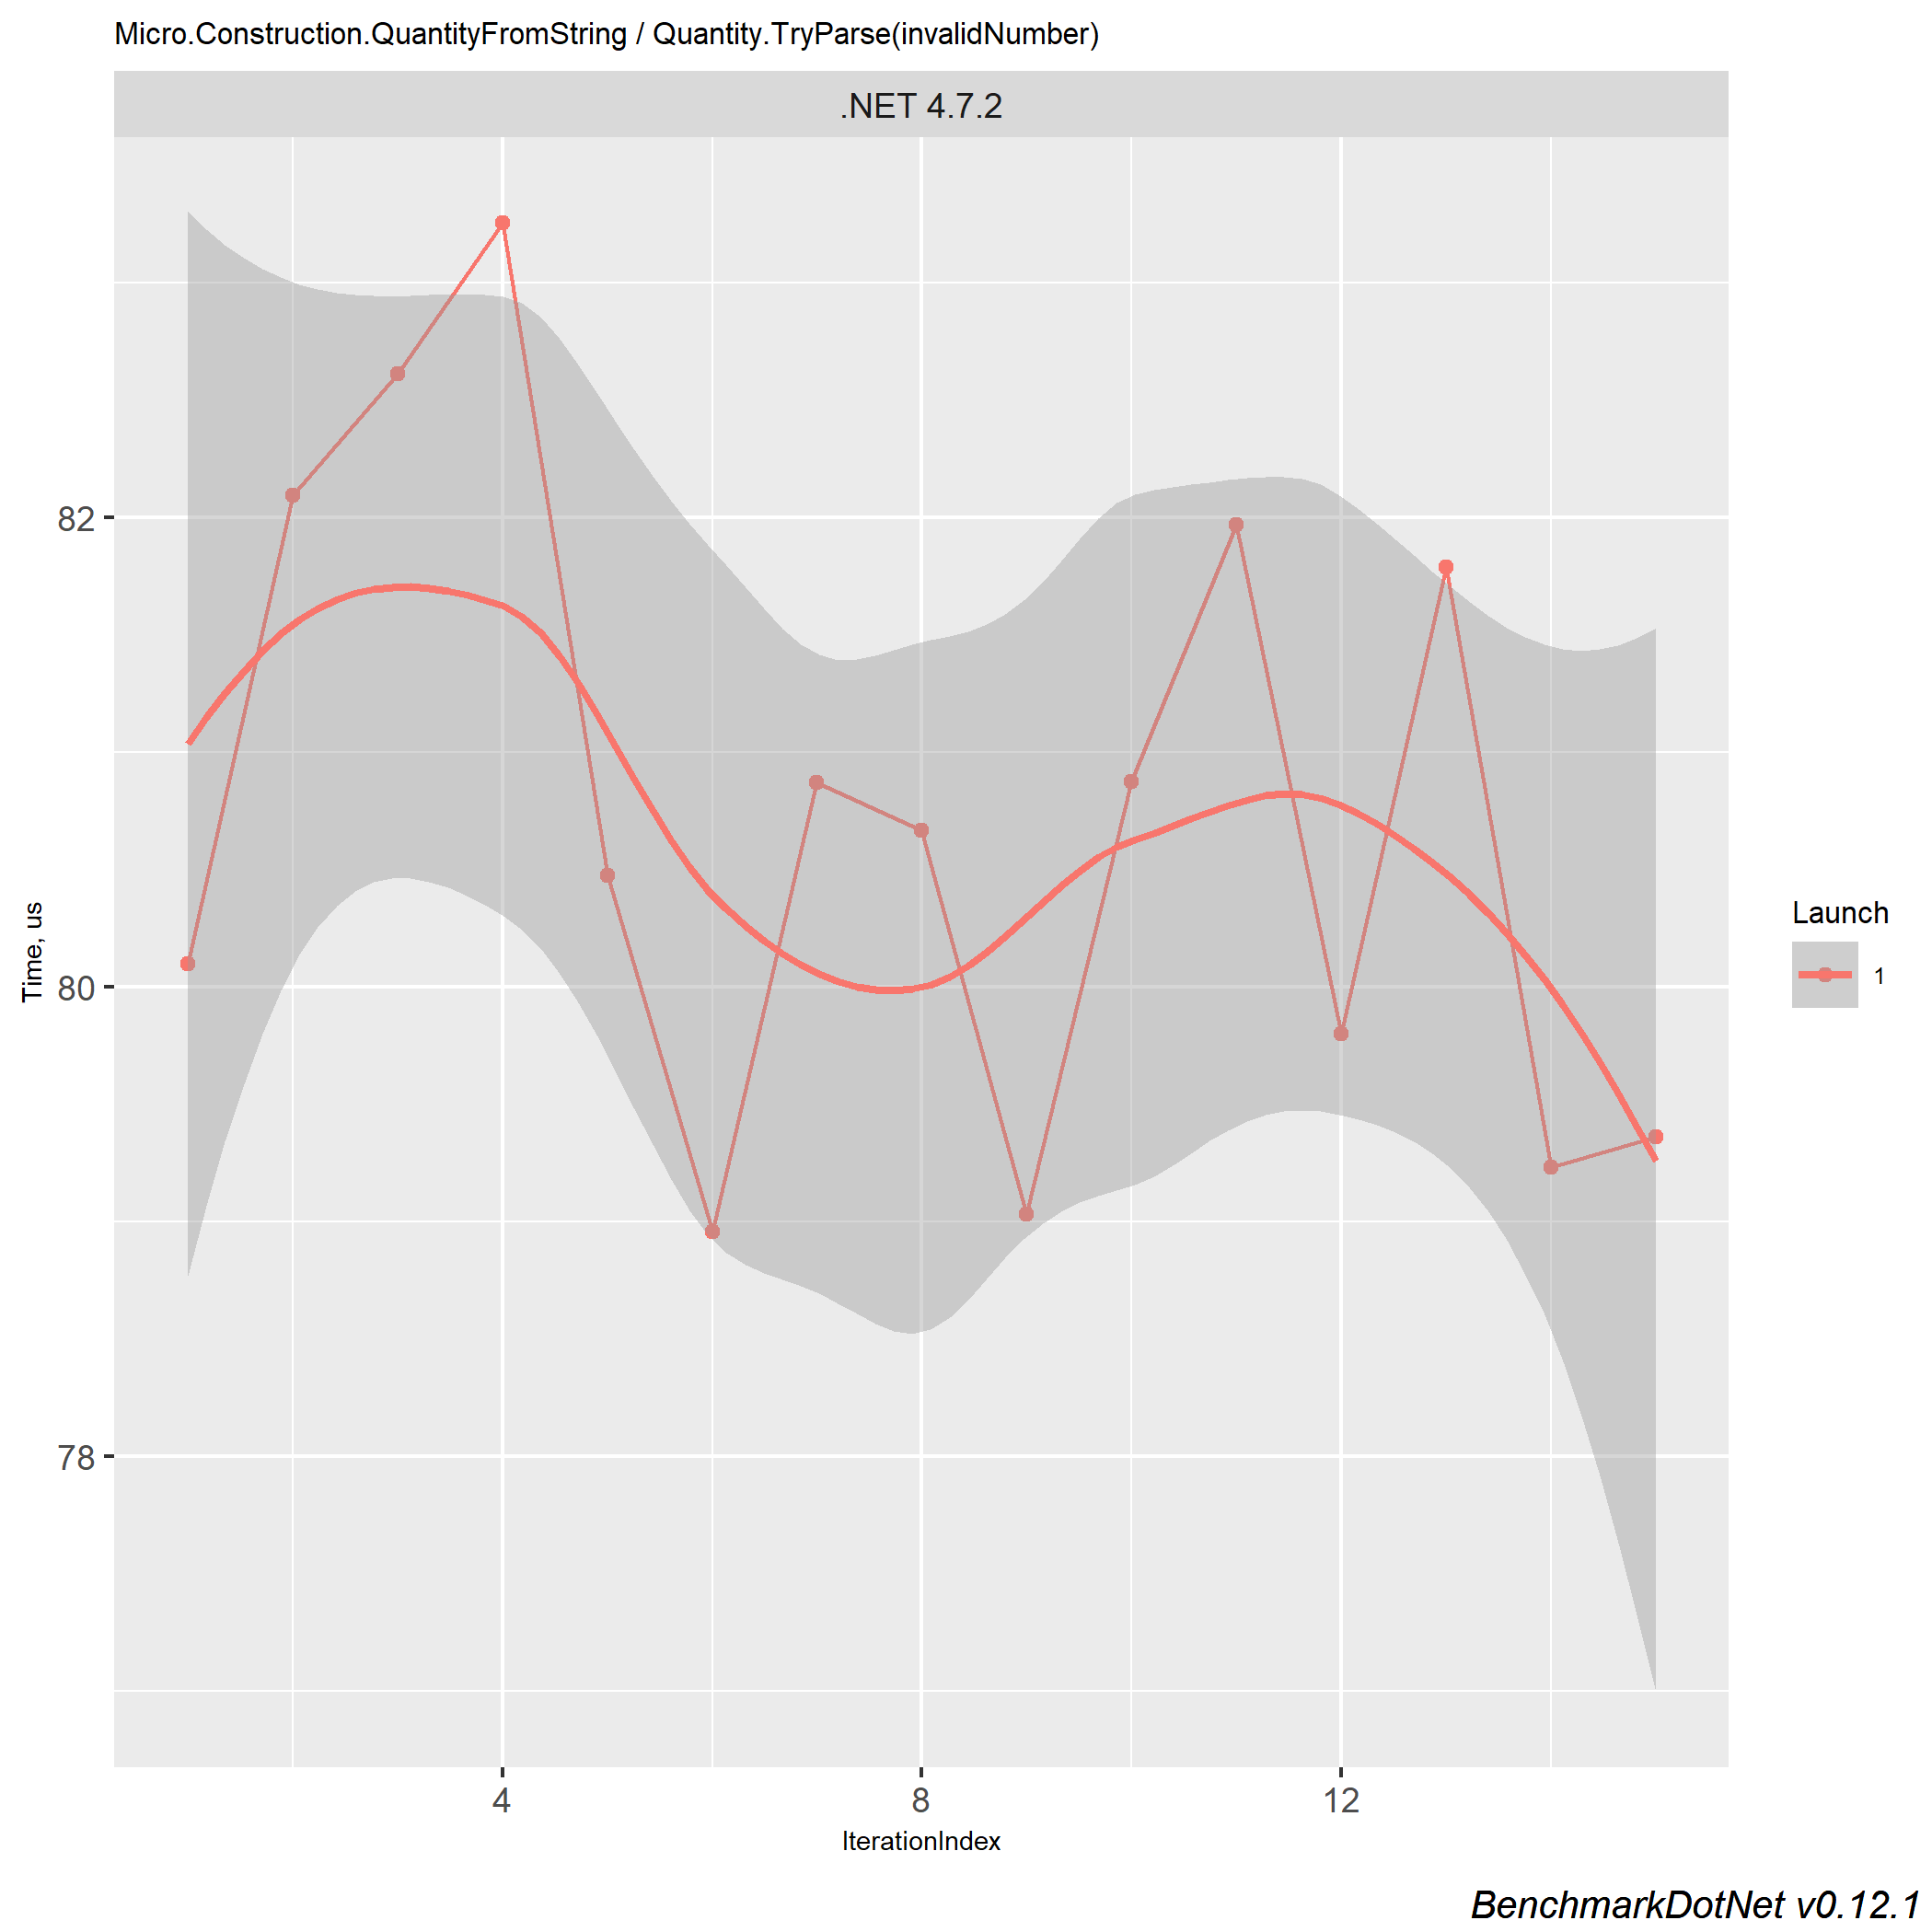 Micro.Construction.QuantityFromString / Quantity.TryParse(invalidNumber)
.NET 4.7.2
82
80
78
Time, us
4 8 12
IterationIndex
Launch
1
BenchmarkDotNet v0.12.1